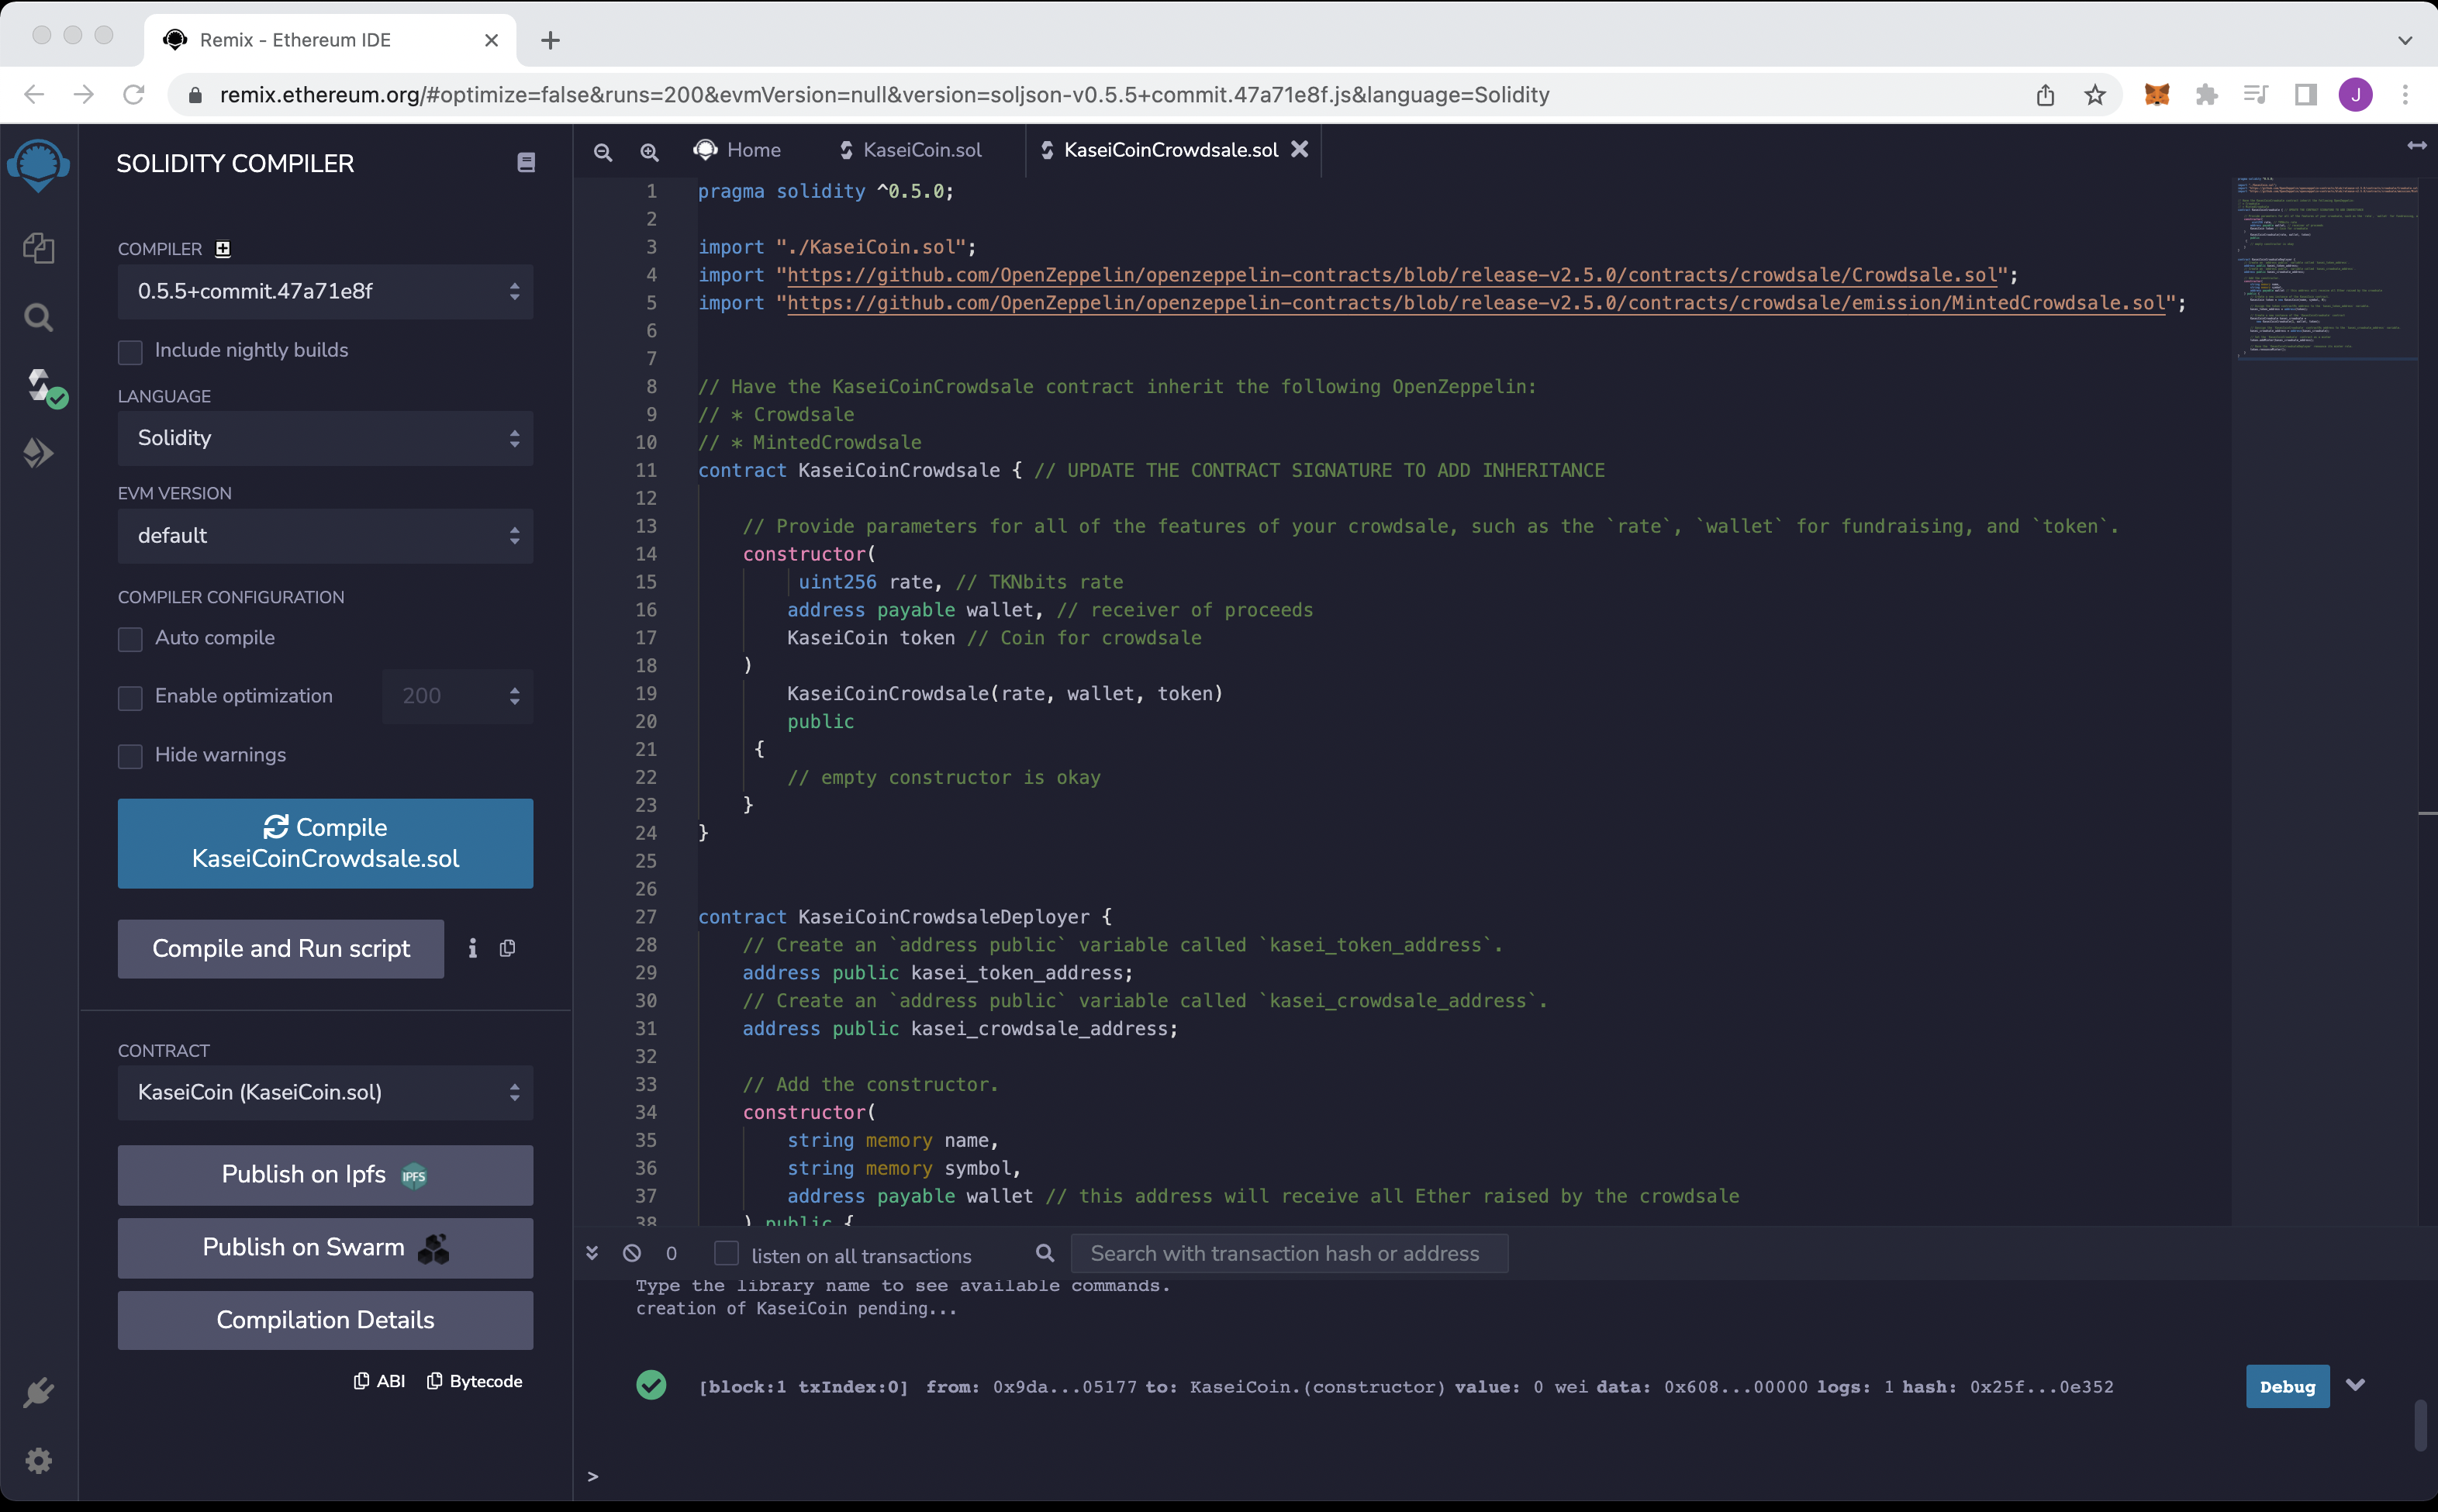 Remix - Ethereum IDE
remix.ethereum.org/#optimize=false&runs=200&evmVersion=null&version=soljson-v0.5.5+commit.47a71e8f.js&language=Solidity
J
SOLIDITY COMPILER
COMPILER
0.5.5+commit.47a71e8f
Include nightly builds
LANGUAGE
Solidity
EVM VERSION
default
COMPILER CONFIGURATION
Auto compile
Enable optimization
200
Hide warnings
Compile
KaseiCoinCrowdsale.sol
Compile and Run script
CONTRACT
KaseiCoin (KaseiCoin.sol)
Publish on Ipfs
IPFS
Publish on Swarm
Compilation Details
ABI
Bytecode
Home
KaseiCoin.sol
KaseiCoinCrowdsale.sol
1 pragma solidity ^0.5.0;
2
3 import "./KaseiCoin.sol";
4 import "https://github.com/OpenZeppelin/openzeppelin-contracts/blob/release-v2.5.0/contracts/crowdsale/Crowdsale.sol";
5 import "https://github.com/OpenZeppelin/openzeppelin-contracts/blob/release-v2.5.0/contracts/crowdsale/emission/MintedCrowdsale.sol";
6
7
8 // Have the KaseiCoinCrowdsale contract inherit the following OpenZeppelin:
9 // * Crowdsale
10 // * MintedCrowdsale
11 contract KaseiCoinCrowdsale { // UPDATE THE CONTRACT SIGNATURE TO ADD INHERITANCE
12
13 // Provide parameters for all of the features of your crowdsale, such as the `rate`, `wallet` for fundraising, and `token`.
14 constructor(
15 uint256 rate, // TKNbits rate
16 address payable wallet, // receiver of proceeds
17 KaseiCoin token // Coin for crowdsale
18 )
19 KaseiCoinCrowdsale(rate, wallet, token)
20 public
21 {
22 // empty constructor is okay
23 }
24 }
25
26
27 contract KaseiCoinCrowdsaleDeployer {
28 // Create an `address public` variable called `kasei_token_address`.
29 address public kasei_token_address;
30 // Create an `address public` variable called `kasei_crowdsale_address`.
31 address public kasei_crowdsale_address;
32
33 // Add the constructor.
34 constructor(
35 string memory name,
36 string memory symbol,
37 address payable wallet // this address will receive all Ether raised by the crowdsale
38 ) public {
0
listen on all transactions
Search with transaction hash or address
Type the library name to see available commands.
creation of KaseiCoin pending...
[block:1 txIndex:0] from: 0x9da...05177 to: KaseiCoin.(constructor) value: 0 wei data: 0x608...00000 logs: 1 hash: 0x25f...0e352
Debug
>